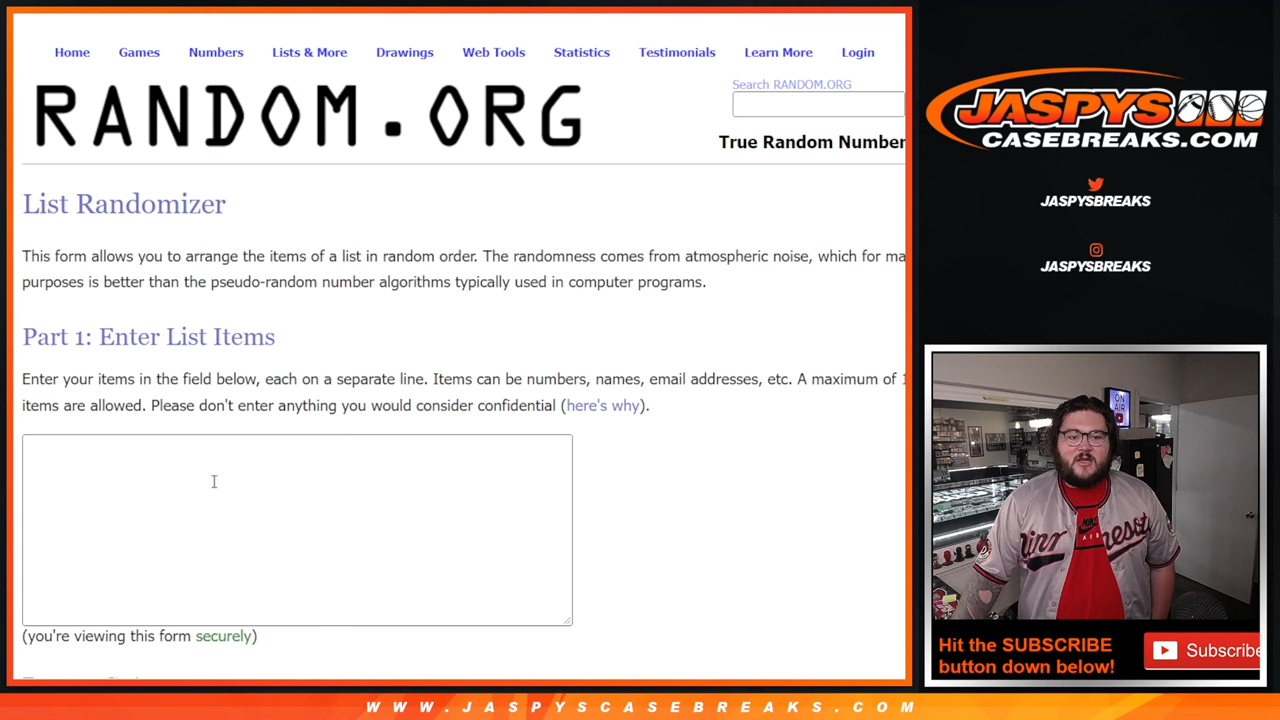 Home Games Numbers Lists & More Drawings Web Tools Statistics Testimonials Learn More Login
RANDOM.ORG
Search RANDOM.ORG
True Random Number
List Randomizer
This form allows you to arrange the items of a list in random order. The randomness comes from atmospheric noise, which for ma
purposes is better than the pseudo-random number algorithms typically used in computer programs.
Part 1: Enter List Items
Enter your items in the field below, each on a separate line. Items can be numbers, names, email addresses, etc. A maximum of 1
items are allowed. Please don't enter anything you would consider confidential (here's why).
(you're viewing this form securely)
JASPYS
CASEBREAKS.COM
JASPYSBREAKS
JASPYSBREAKS
ON
AIR
NIKE
AIR
Minnesota
Hit the SUBSCRIBE
button down below!
Subscribe
WWW.JASPYSCASEBREAKS.COM